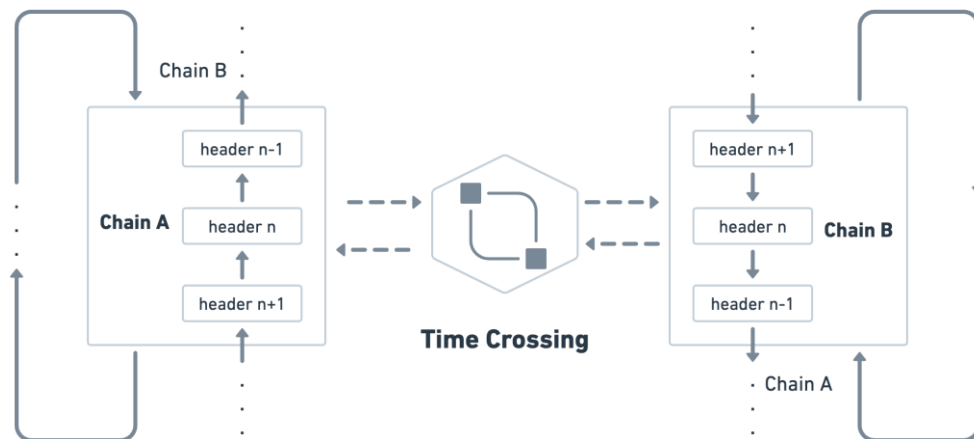 Chain B
header n-1
Chain A
header n
header n+1
Time Crossing
header n+1
header n
Chain B
header n-1
Chain A